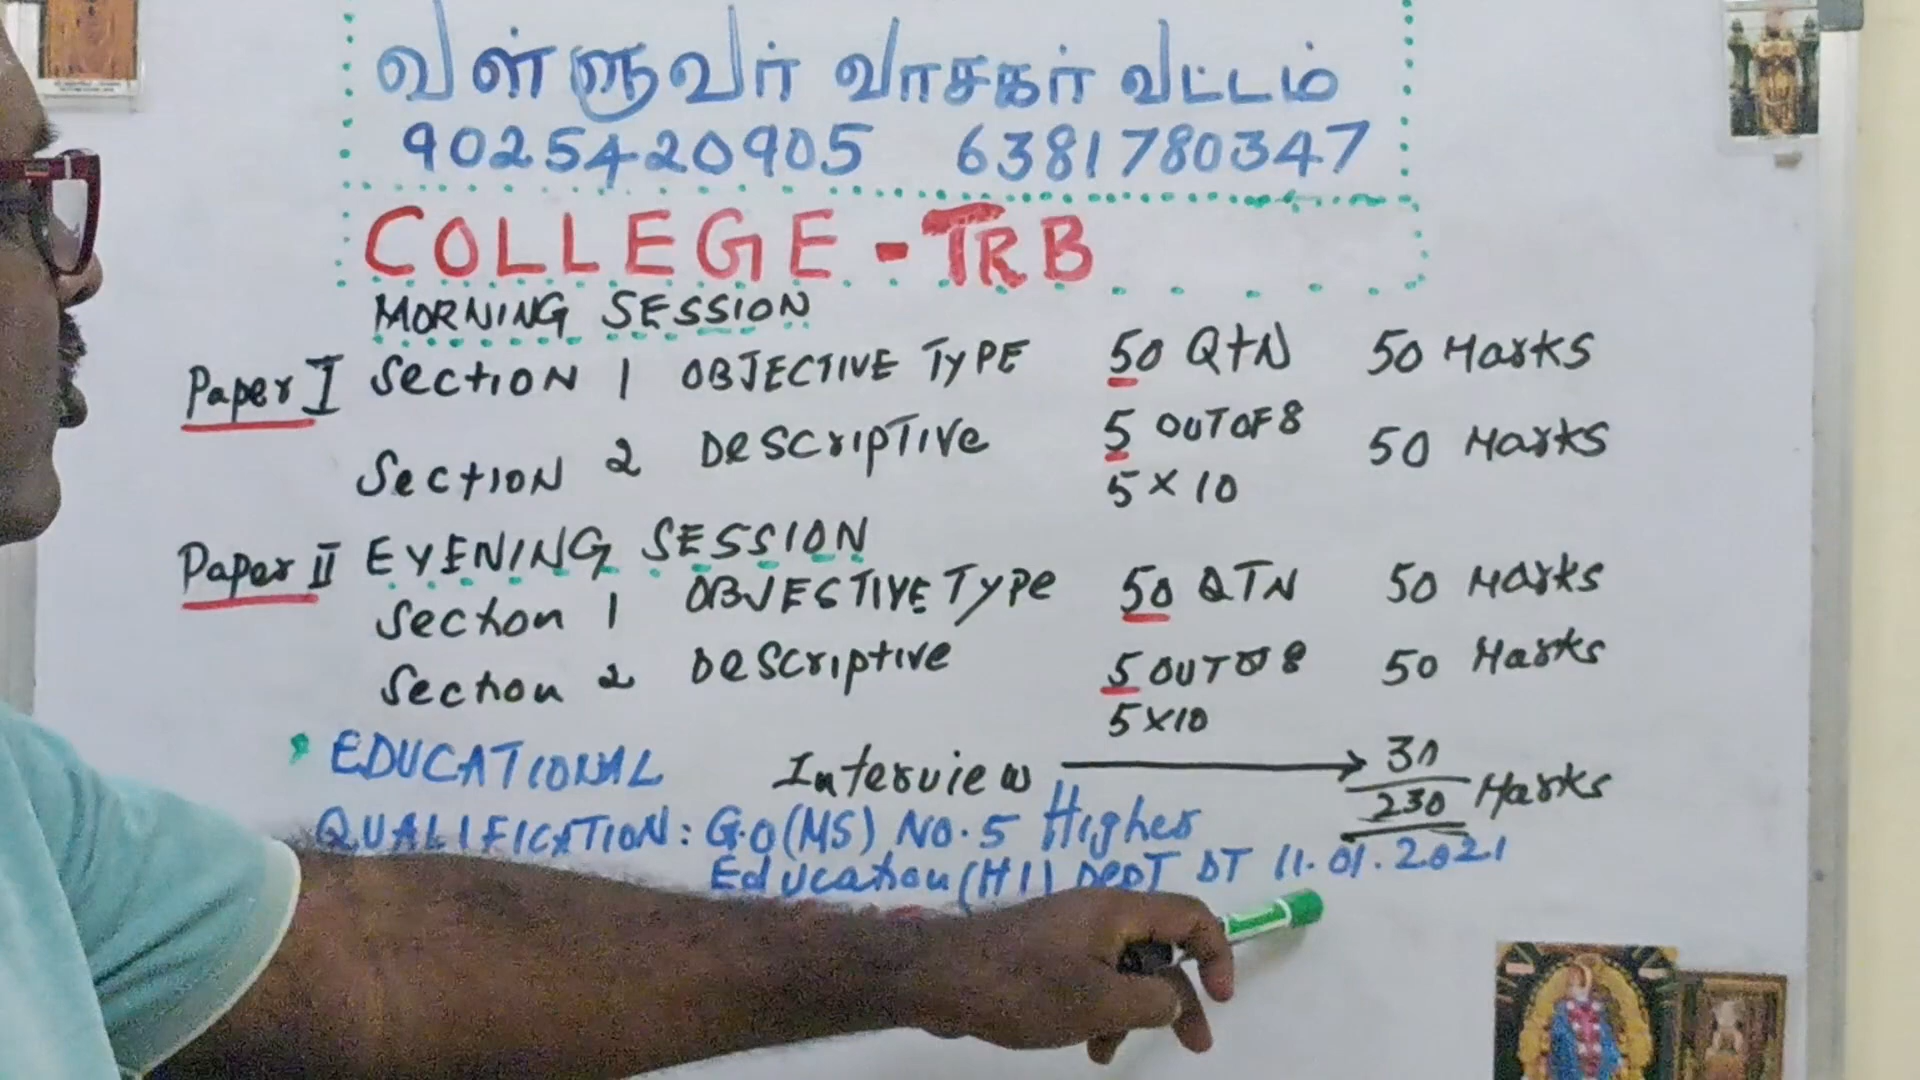 வள்ளுவர் வாசகர் வட்டம்
9025420905 6381780347
COLLEGE - TRB
MORNING SESSION
Paper I Section 1 OBJECTIVE TYPE 50 QtN 50 Marks
Section 2 Descriptive 5 OUT OF 8 50 Marks
5 x 10
Paper II EVENING SESSION
Section 1 OBJVESTIVE Type 50 QTN 50 Marks
Section 2 Descriptive 5 OUT OF 8 50 Marks
5 x 10
EDUCATIONAL Interview 30
230 Marks
QUALIFICATION: G.O(MS) No. 5 Higher
Education (H1) DEPT DT 11.01.2021